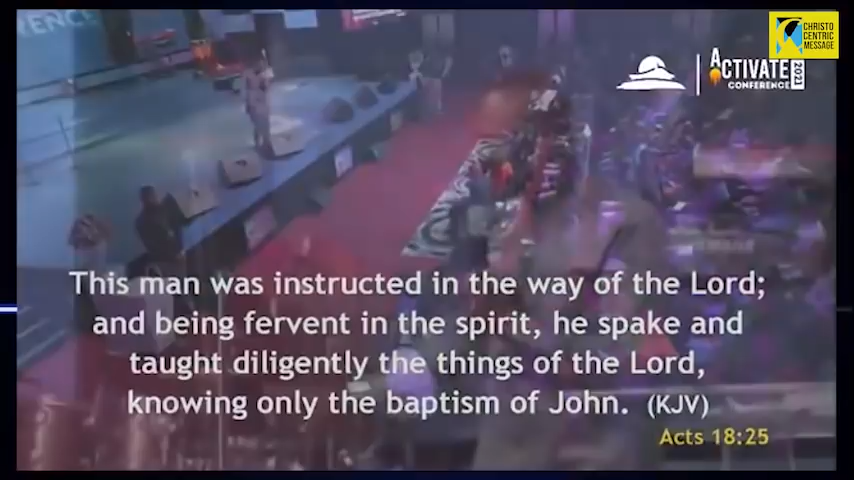 ENCE
CHRISTO
CENTRIC
MESSAGE
ACTIVATE
2021
CONFERENCE
This man was instructed in the way of the Lord;
and being fervent in the spirit, he spake and
taught diligently the things of the Lord,
knowing only the baptism of John. (KJV)
Acts 18:25